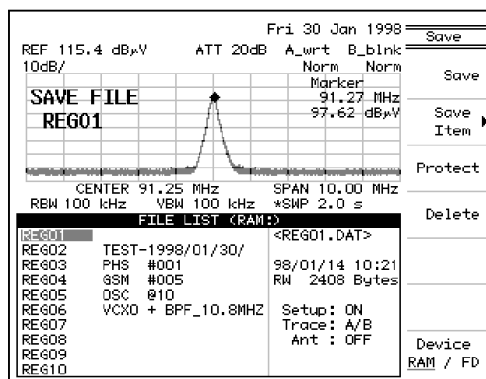 Fri 30 Jan 1998
Save
REF 115.4 dBμV ATT 20dB A_wrt B_blnk
10dB/ Norm Norm
Marker
91.27 MHz
97.62 dBμV
SAVE FILE
REG01
Save
Save
Item
Protect
Delete
CENTER 91.25 MHz SPAN 10.00 MHz
RBW 100 kHz VBW 100 kHz *SWP 2.0 s
FILE LIST (RAM:)
REG01 <REG01.DAT>
REG02 TEST-1998/01/30/
REG03 PHS #001 98/01/14 10:21
REG04 GSM #005 RW 2408 Bytes
REG05 OSC @10
REG06 VCXO + BPF_10.8MHZ Setup: ON
REG07 Trace: A/B
REG08 Ant : OFF
REG09
REG10
Device
RAM / FD